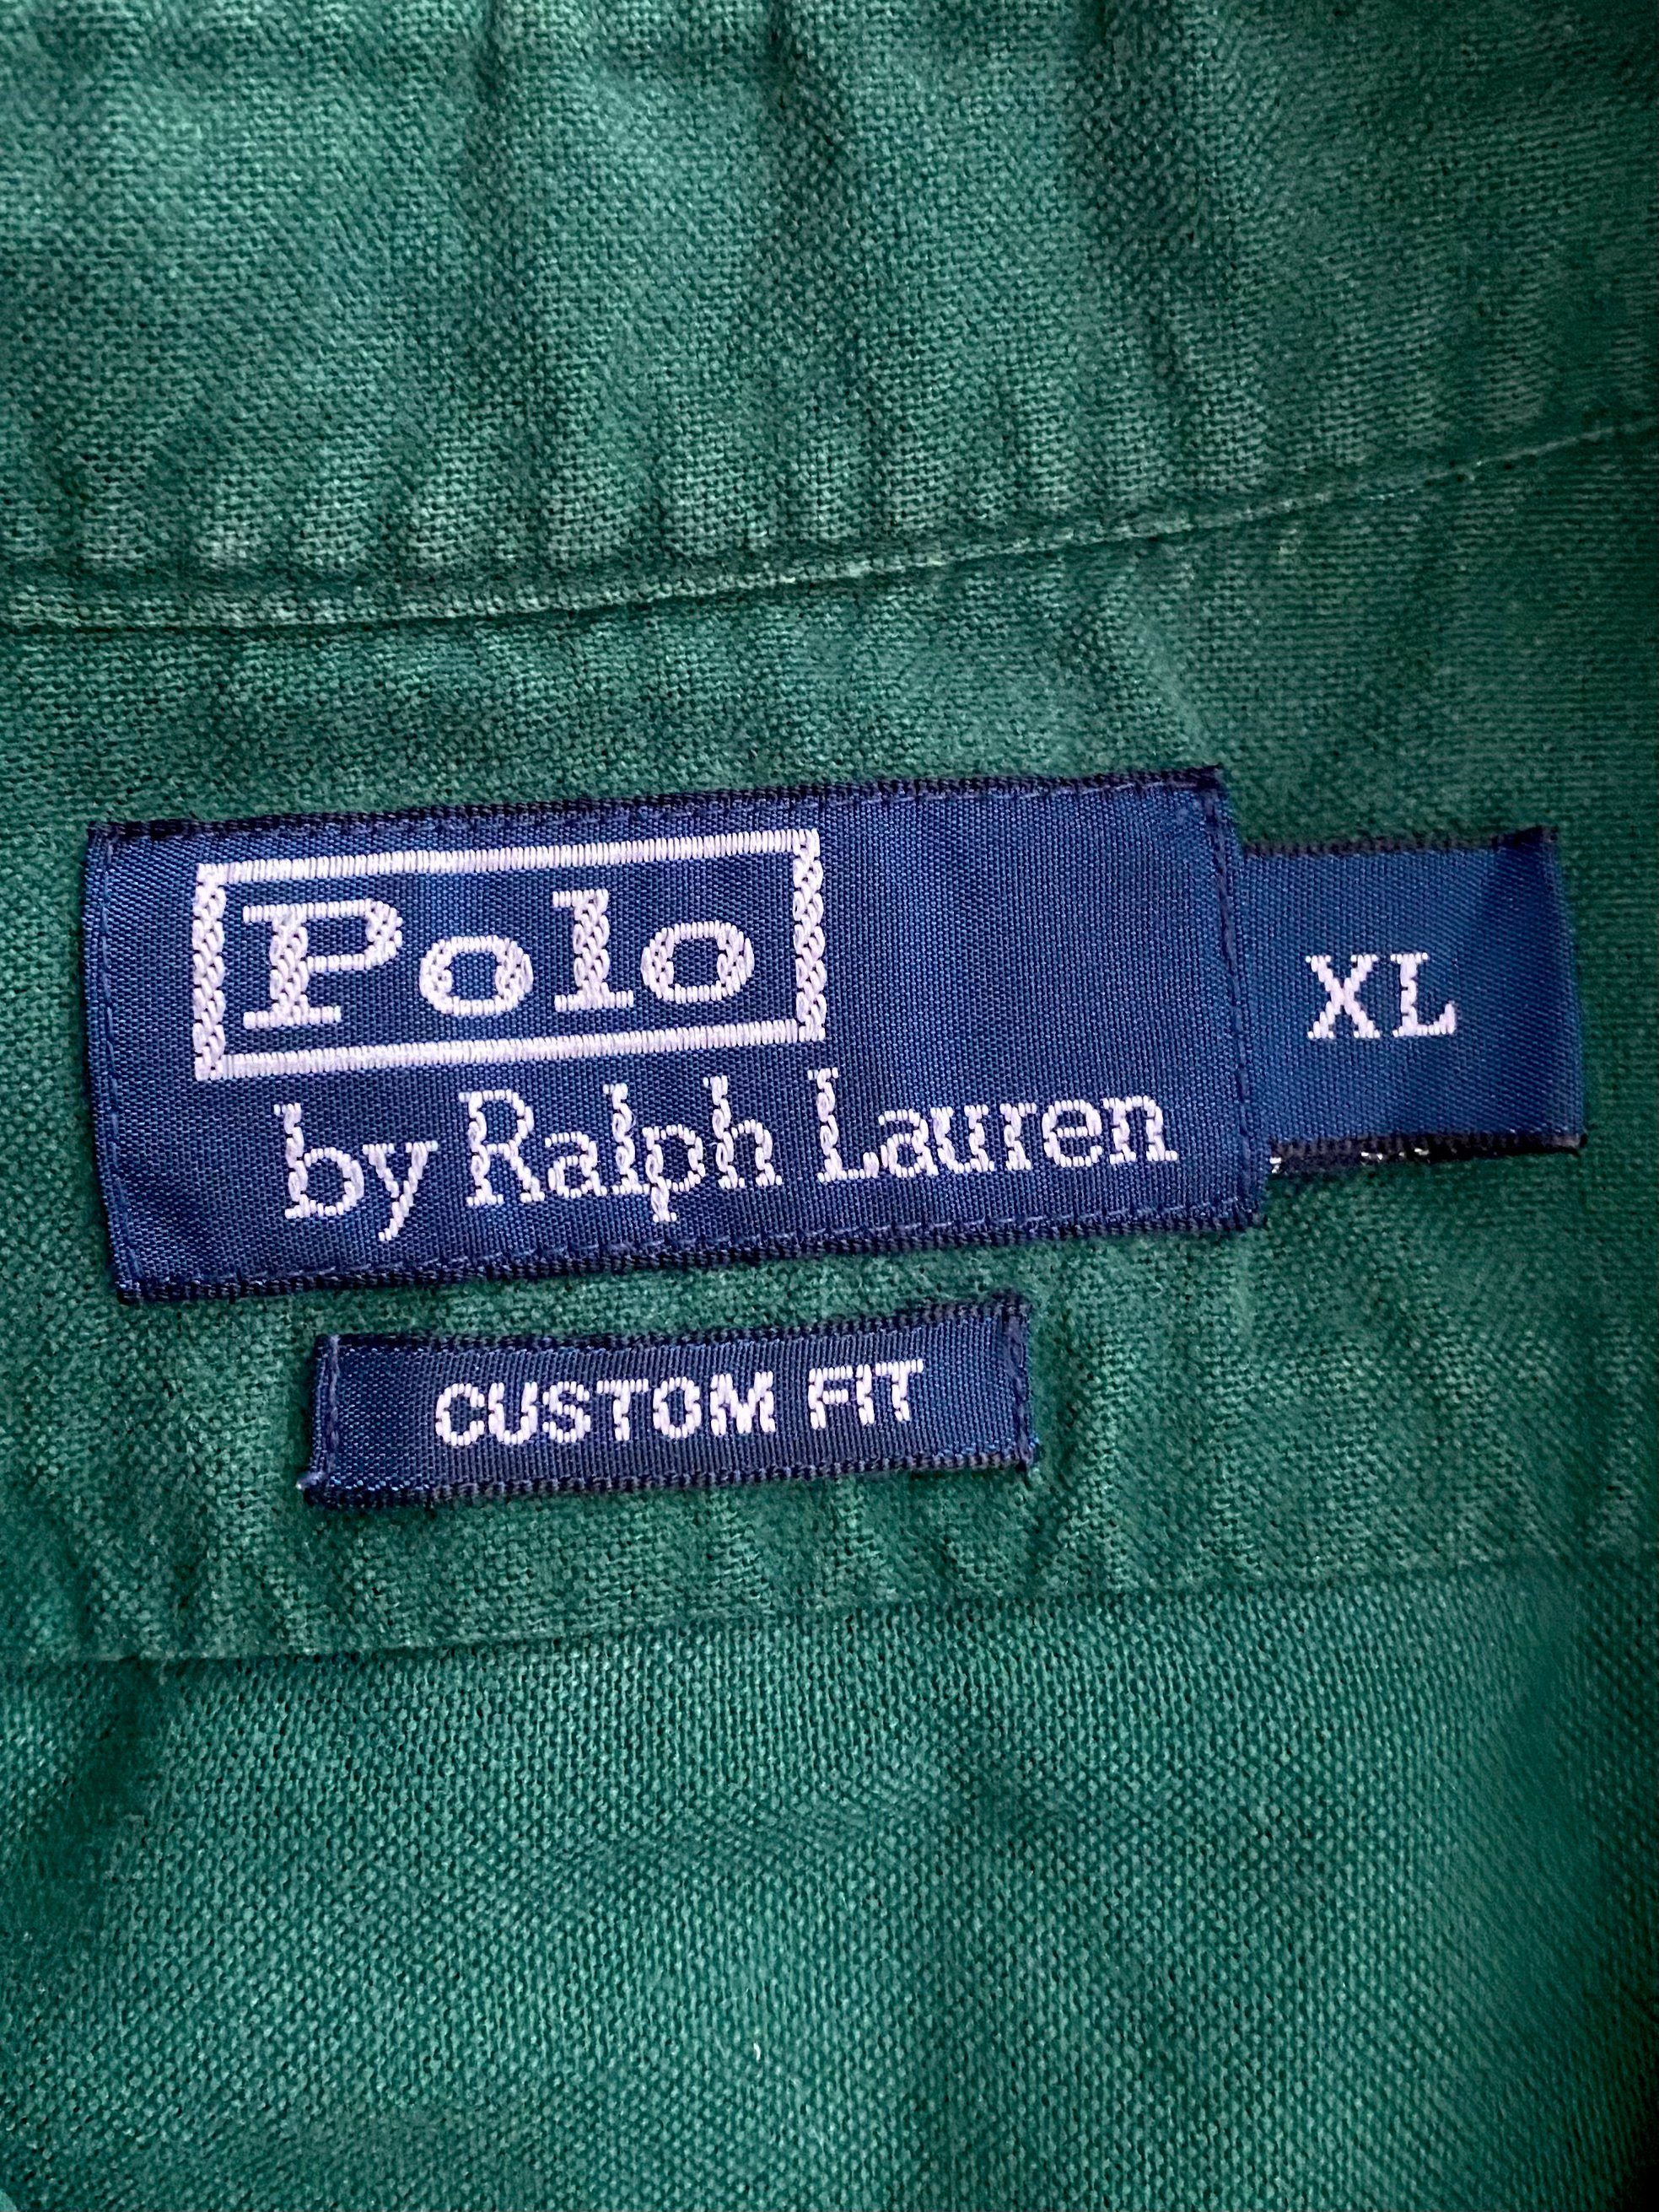 Polo
by Ralph Lauren
XL
CUSTOM FIT